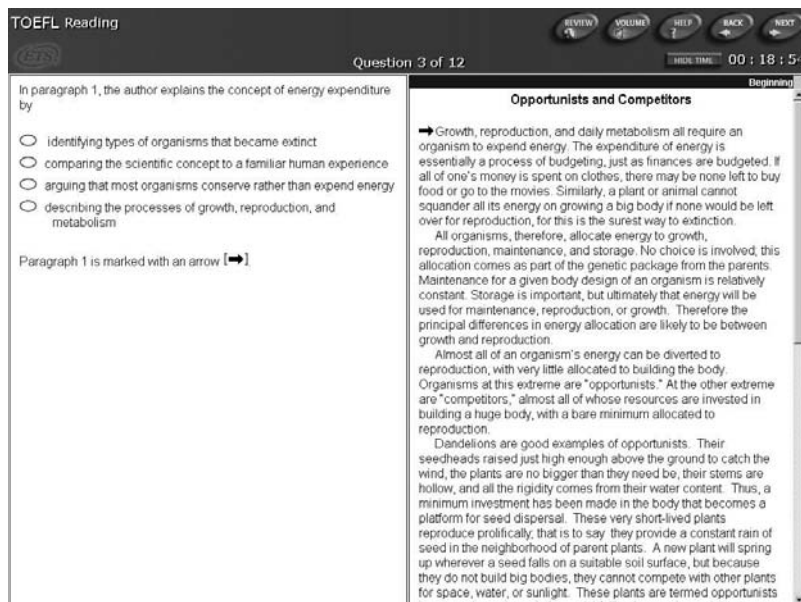 TOEFL Reading
REVIEW
VOLUME
HELP
?
BACK
NEXT
ETS
Question 3 of 12
HIDE TIME
00 : 18 : 5
In paragraph 1, the author explains the concept of energy expenditure
by
identifying types of organisms that became extinct
comparing the scientific concept to a familiar human experience
arguing that most organisms conserve rather than expend energy
describing the processes of growth, reproduction, and
metabolism
Paragraph 1 is marked with an arrow [➡]
Beginning
Opportunists and Competitors
➡Growth, reproduction, and daily metabolism all require an
organism to expend energy. The expenditure of energy is
essentially a process of budgeting, just as finances are budgeted. If
all of one's money is spent on clothes, there may be none left to buy
food or go to the movies. Similarly, a plant or animal cannot
squander all its energy on growing a big body if none would be left
over for reproduction, for this is the surest way to extinction.
All organisms, therefore, allocate energy to growth,
reproduction, maintenance, and storage. No choice is involved; this
allocation comes as part of the genetic package from the parents.
Maintenance for a given body design of an organism is relatively
constant. Storage is important, but ultimately that energy will be
used for maintenance, reproduction, or growth. Therefore the
principal differences in energy allocation are likely to be between
growth and reproduction.
Almost all of an organism's energy can be diverted to
reproduction, with very little allocated to building the body.
Organisms at this extreme are "opportunists." At the other extreme
are "competitors," almost all of whose resources are invested in
building a huge body, with a bare minimum allocated to
reproduction.
Dandelions are good examples of opportunists. Their
seedheads raised just high enough above the ground to catch the
wind, the plants are no bigger than they need be, their stems are
hollow, and all the rigidity comes from their water content. Thus, a
minimum investment has been made in the body that becomes a
platform for seed dispersal. These very short-lived plants
reproduce prolifically; that is to say they provide a constant rain of
seed in the neighborhood of parent plants. A new plant will spring
up wherever a seed falls on a suitable soil surface, but because
they do not build big bodies, they cannot compete with other plants
for space, water, or sunlight. These plants are termed opportunists